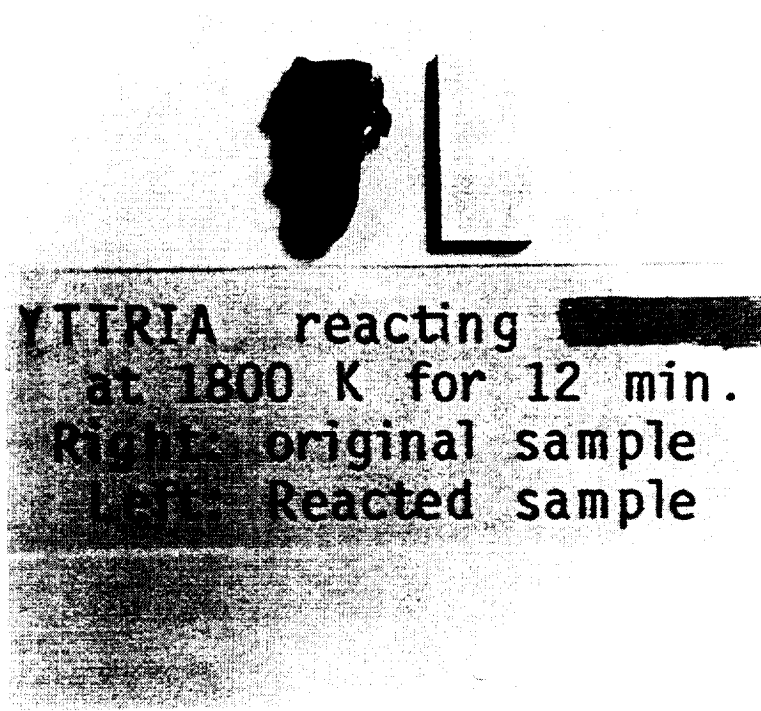 YTTRIA reacting
at 1800 K for 12 min.
Right: original sample
Left: Reacted sample